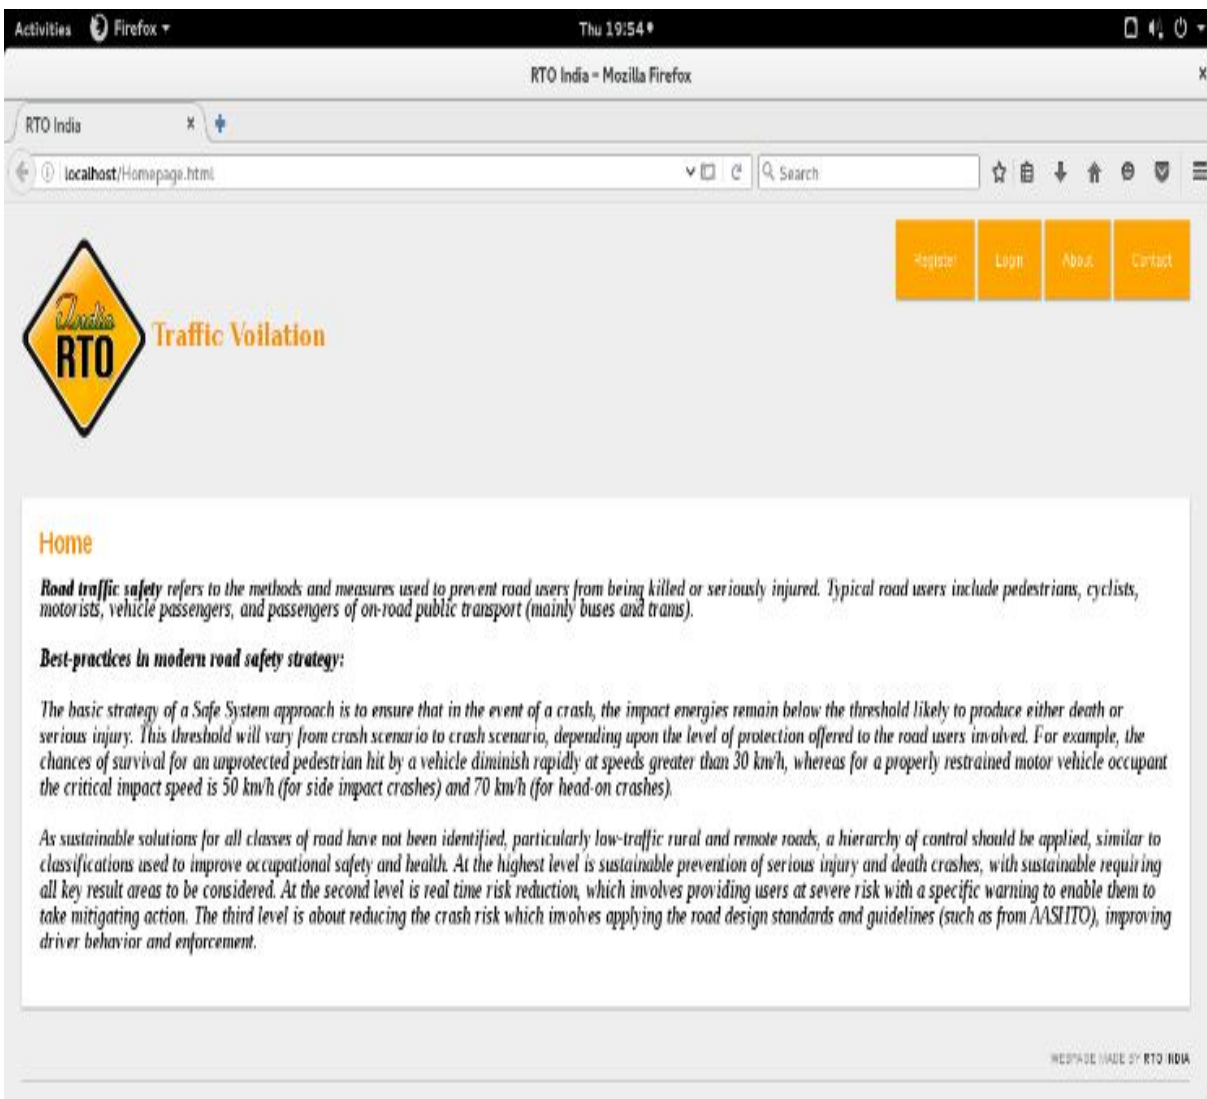 Activities Firefox
Thu 19:54
RTO India - Mozilla Firefox
RTO India
localhost/Homepage.html
Search
Register Login About Contact
India
RTO
Traffic Voilation
Home
Road traffic safety refers to the methods and measures used to prevent road users from being killed or seriously injured. Typical road users include pedestrians, cyclists,
motorists, vehicle passengers, and passengers of on-road public transport (mainly buses and trams).
Best-practices in modern road safety strategy:
The basic strategy of a Safe System approach is to ensure that in the event of a crash, the impact energies remain below the threshold likely to produce either death or
serious injury. This threshold will vary from crash scenario to crash scenario, depending upon the level of protection offered to the road users involved. For example, the
chances of survival for an unprotected pedestrian hit by a vehicle diminish rapidly at speeds greater than 30 km/h, whereas for a properly restrained motor vehicle occupant
the critical impact speed is 50 km/h (for side impact crashes) and 70 km/h (for head-on crashes).
As sustainable solutions for all classes of road have not been identified, particularly low-traffic rural and remote roads, a hierarchy of control should be applied, similar to
classifications used to improve occupational safety and health. At the highest level is sustainable prevention of serious injury and death crashes, with sustainable requiring
all key result areas to be considered. At the second level is real time risk reduction, which involves providing users at severe risk with a specific warning to enable them to
take mitigating action. The third level is about reducing the crash risk which involves applying the road design standards and guidelines (such as from AASHTO), improving
driver behavior and enforcement.
WEBPAGE MADE BY RTO INDIA